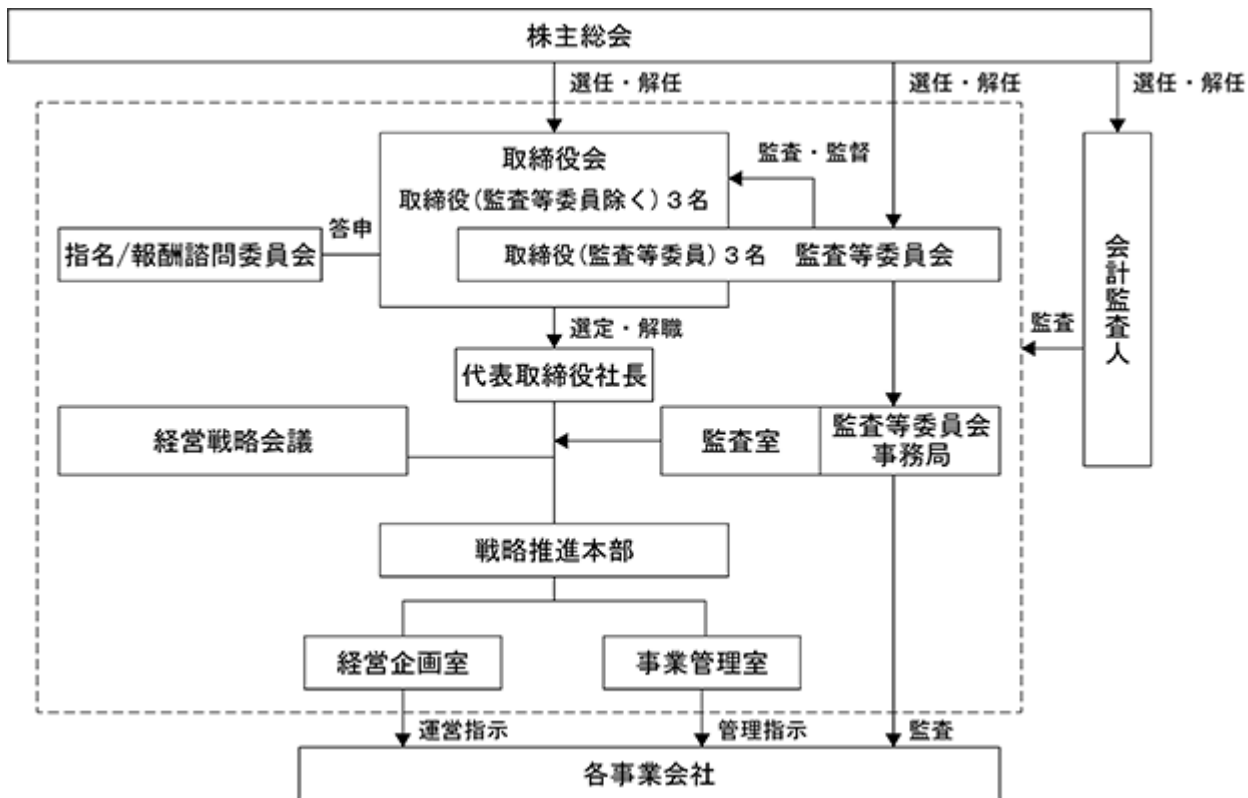 株主総会
選任・解任
選任・解任
選任・解任
取締役会
監査・監督
取締役(監査等委員除く)３名
答申
指名/報酬諮問委員会
取締役(監査等委員)３名　監査等委員会
会計監査人
選定・解職
監査
代表取締役社長
経営戦略会議
監査室
監査等委員会
事務局
戦略推進本部
経営企画室
事業管理室
運営指示
管理指示
監査
各事業会社